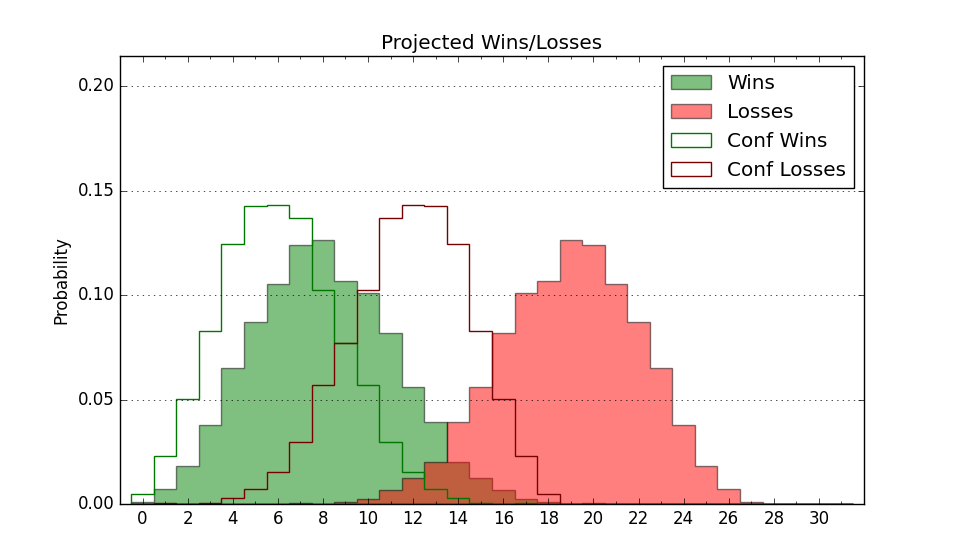 Projected Wins/Losses
Wins
Losses
Conf Wins
Conf Losses
Probability
0.20
0.15
0.10
0.05
0.00
0 2 4 6 8 10 12 14 16 18 20 22 24 26 28 30